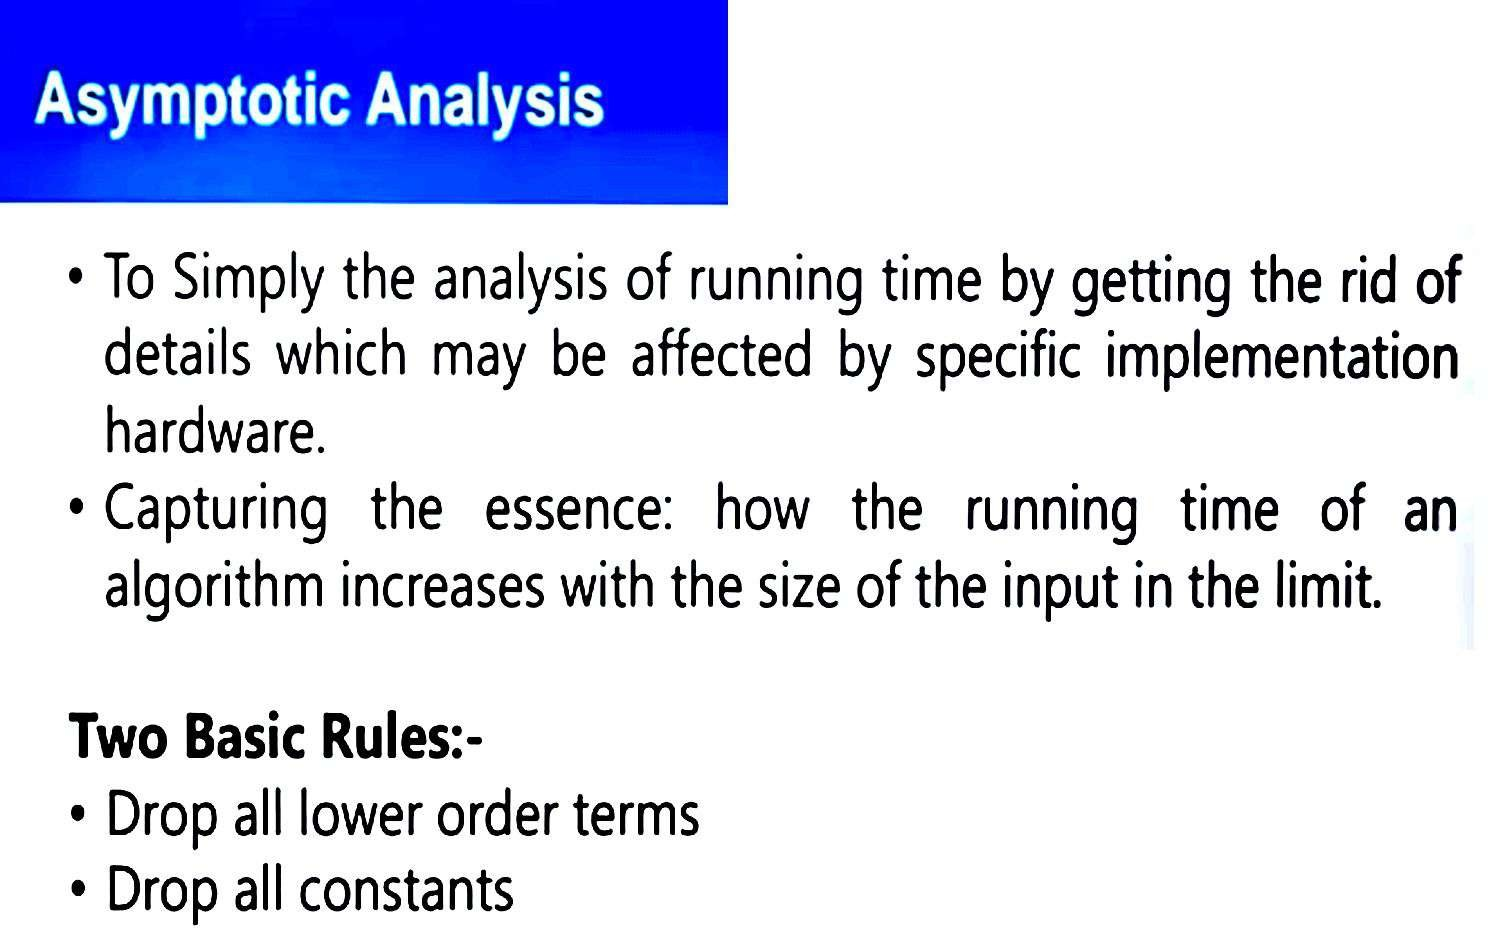 Asymptotic Analysis
• To Simply the analysis of running time by getting the rid of
details which may be affected by specific implementation
hardware.
• Capturing the essence: how the running time of an
algorithm increases with the size of the input in the limit.
Two Basic Rules:-
• Drop all lower order terms
• Drop all constants